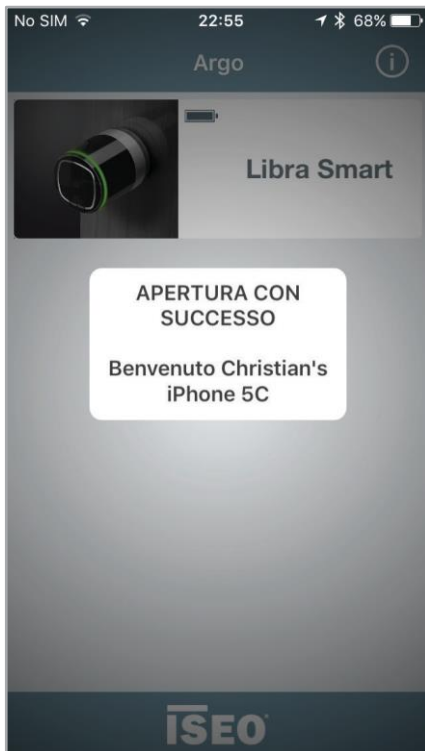 No SIM 22:55 68%
Argo
Libra Smart
APERTURA CON
SUCCESSO
Benvenuto Christian's
iPhone 5C
ISEO